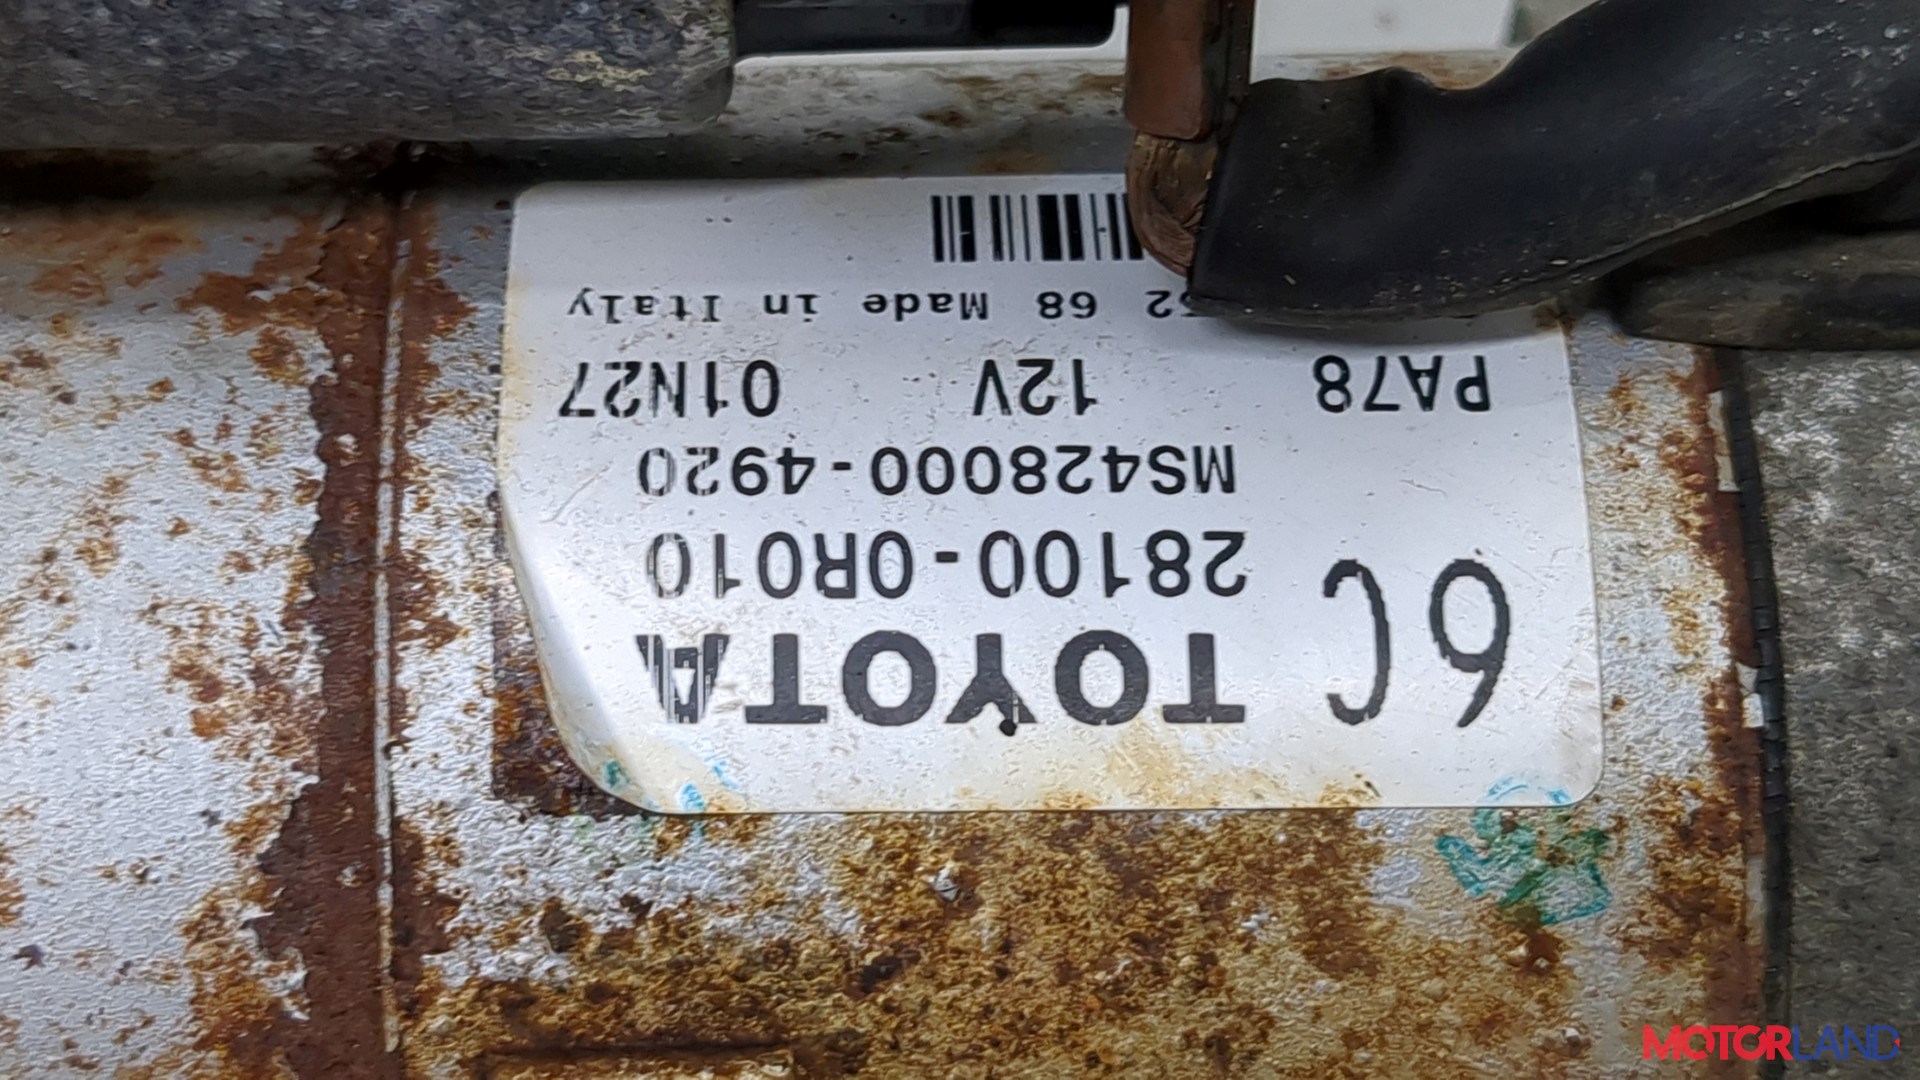 6C TOYOTA
28100-0R010
MS428000-4920
PA78 12V 01N27
68 Made in Italy
MOTORLAND